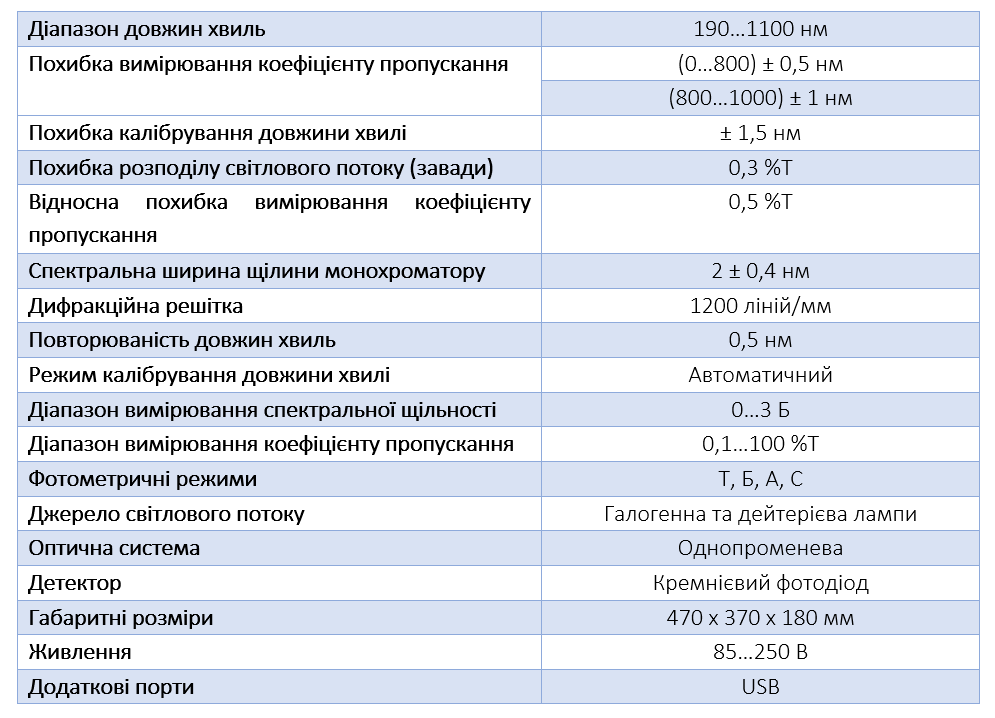 Діапазон довжин хвиль 190…1100 нм
Похибка вимірювання коефіцієнту пропускання (0…800) ± 0,5 нм
(800…1000) ± 1 нм
Похибка калібрування довжини хвилі ± 1,5 нм
Похибка розподілу світлового потоку (завади) 0,3 %Т
Відносна похибка вимірювання коефіцієнту 0,5 %Т
пропускання
Спектральна ширина щілини монохроматору 2 ± 0,4 нм
Дифракційна решітка 1200 ліній/мм
Повторюваність довжин хвиль 0,5 нм
Режим калібрування довжини хвилі Автоматичний
Діапазон вимірювання спектральної щільності 0…3 Б
Діапазон вимірювання коефіцієнту пропускання 0,1…100 %Т
Фотометричні режими Т, Б, А, С
Джерело світлового потоку Галогенна та дейтерієва лампи
Оптична система Однопроменева
Детектор Кремнієвий фотодіод
Габаритні розміри 470 х 370 х 180 мм
Живлення 85…250 В
Додаткові порти USB